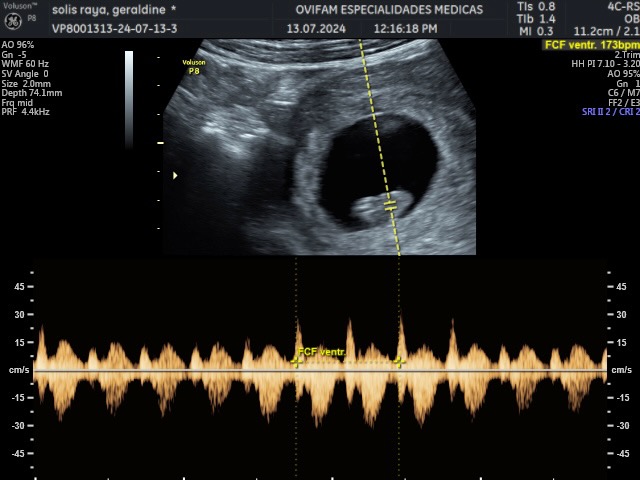 Voluson™
P8
solis raya, geraldine *
VP8001313-24-07-13-3
OVIFAM ESPECIALIDADES MEDICAS
13.07.2024
12:16:18 PM
TIs 0.8
TIb 1.4
MI 0.3
4C-RS
OB
11.2cm / 2.1
AO 96%
Gn -5
WMF 60 Hz
SV Angle 0
Size 2.0mm
Depth 74.1mm
Frq mid
PRF 4.4kHz
Voluson
P8
FCF ventr. 173bpm
2.Trim
HH PI 7.10 - 3.20
AO 95%
Gn 1
C6 / M7
FF2 / E3
SRI II 2 / CRI 2
45
30
15
cm/s
-15
-30
-45
FCF ventr.
45
30
15
cm/s
-15
-30
-45